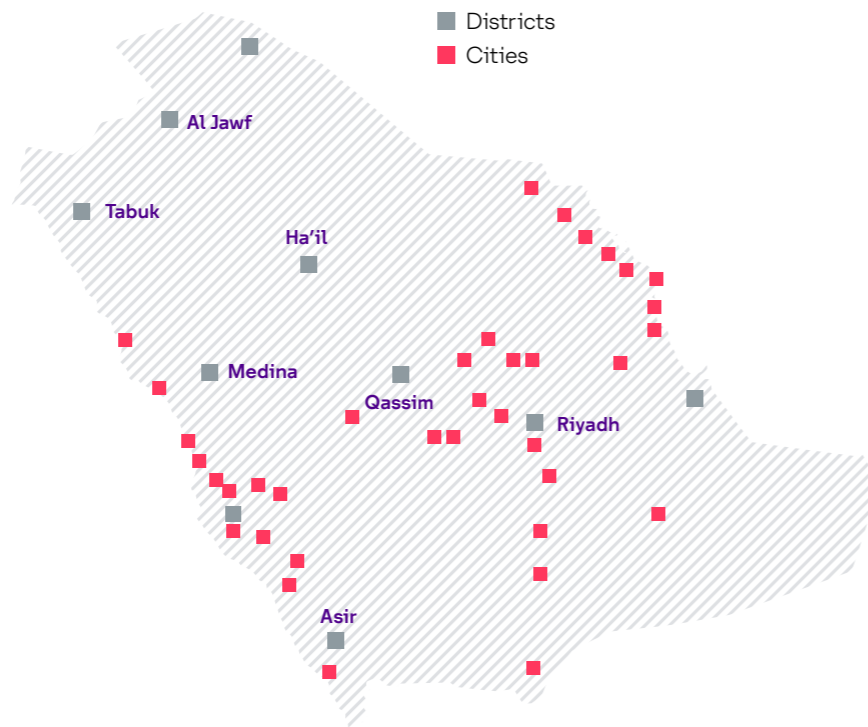 Districts
Cities
Al Jawf
Tabuk
Ha’il
Medina
Qassim
Riyadh
Asir